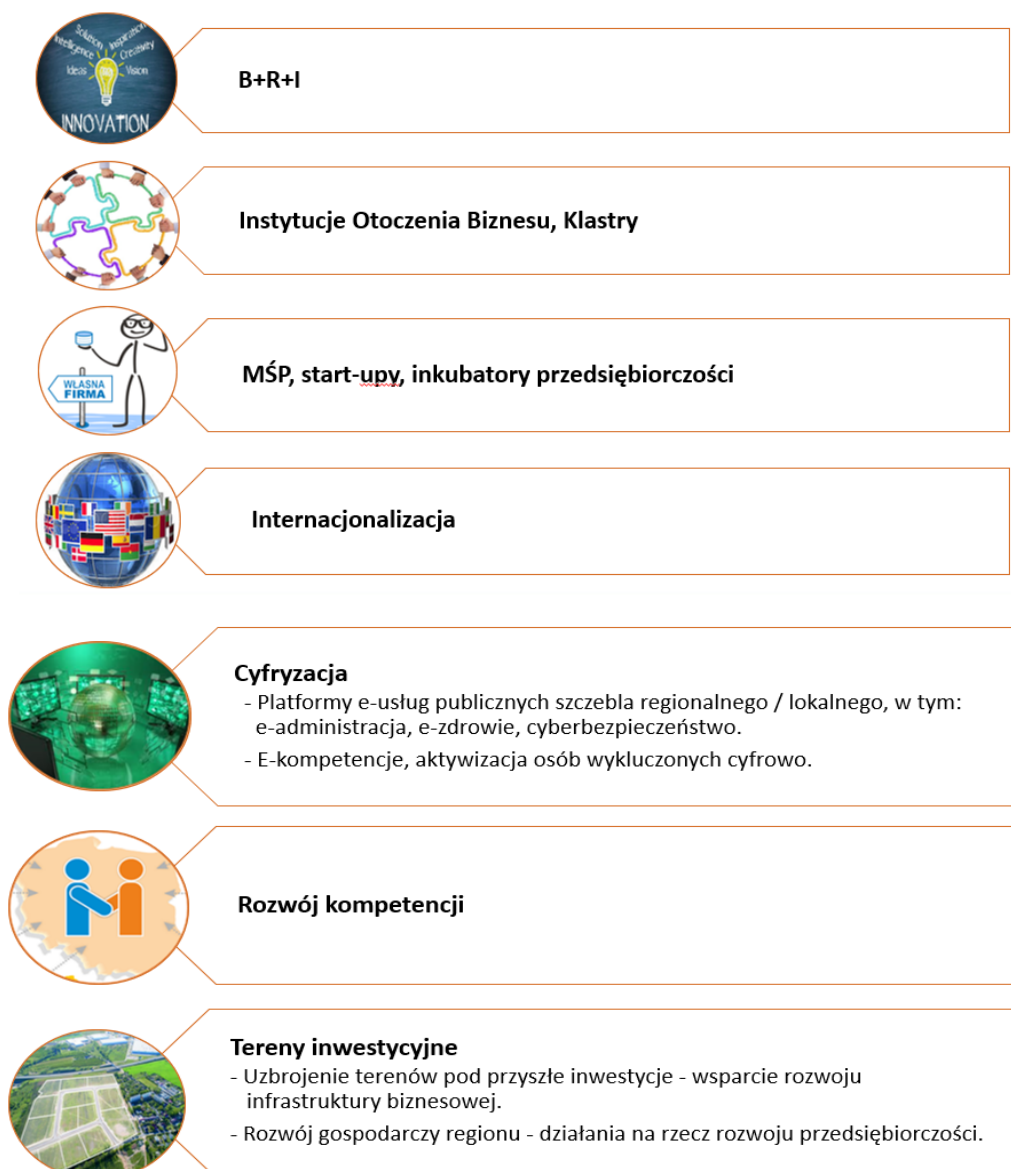 Solution
Inspiration
Intelligence
Creativity
Ideas
Vision
INNOVATION
B+R+I
Instytucje Otoczenia Biznesu, Klastry
WŁASNA
FIRMA
MŚP, start-upy, inkubatory przedsiębiorczości
Internacjonalizacja
Cyfryzacja
- Platformy e-usług publicznych szczebla regionalnego / lokalnego, w tym:
e-administracja, e-zdrowie, cyberbezpieczeństwo.
- E-kompetencje, aktywizacja osób wykluczonych cyfrowo.
Rozwój kompetencji
Tereny inwestycyjne
- Uzbrojenie terenów pod przyszłe inwestycje - wsparcie rozwoju
infrastruktury biznesowej.
- Rozwój gospodarczy regionu - działania na rzecz rozwoju przedsiębiorczości.